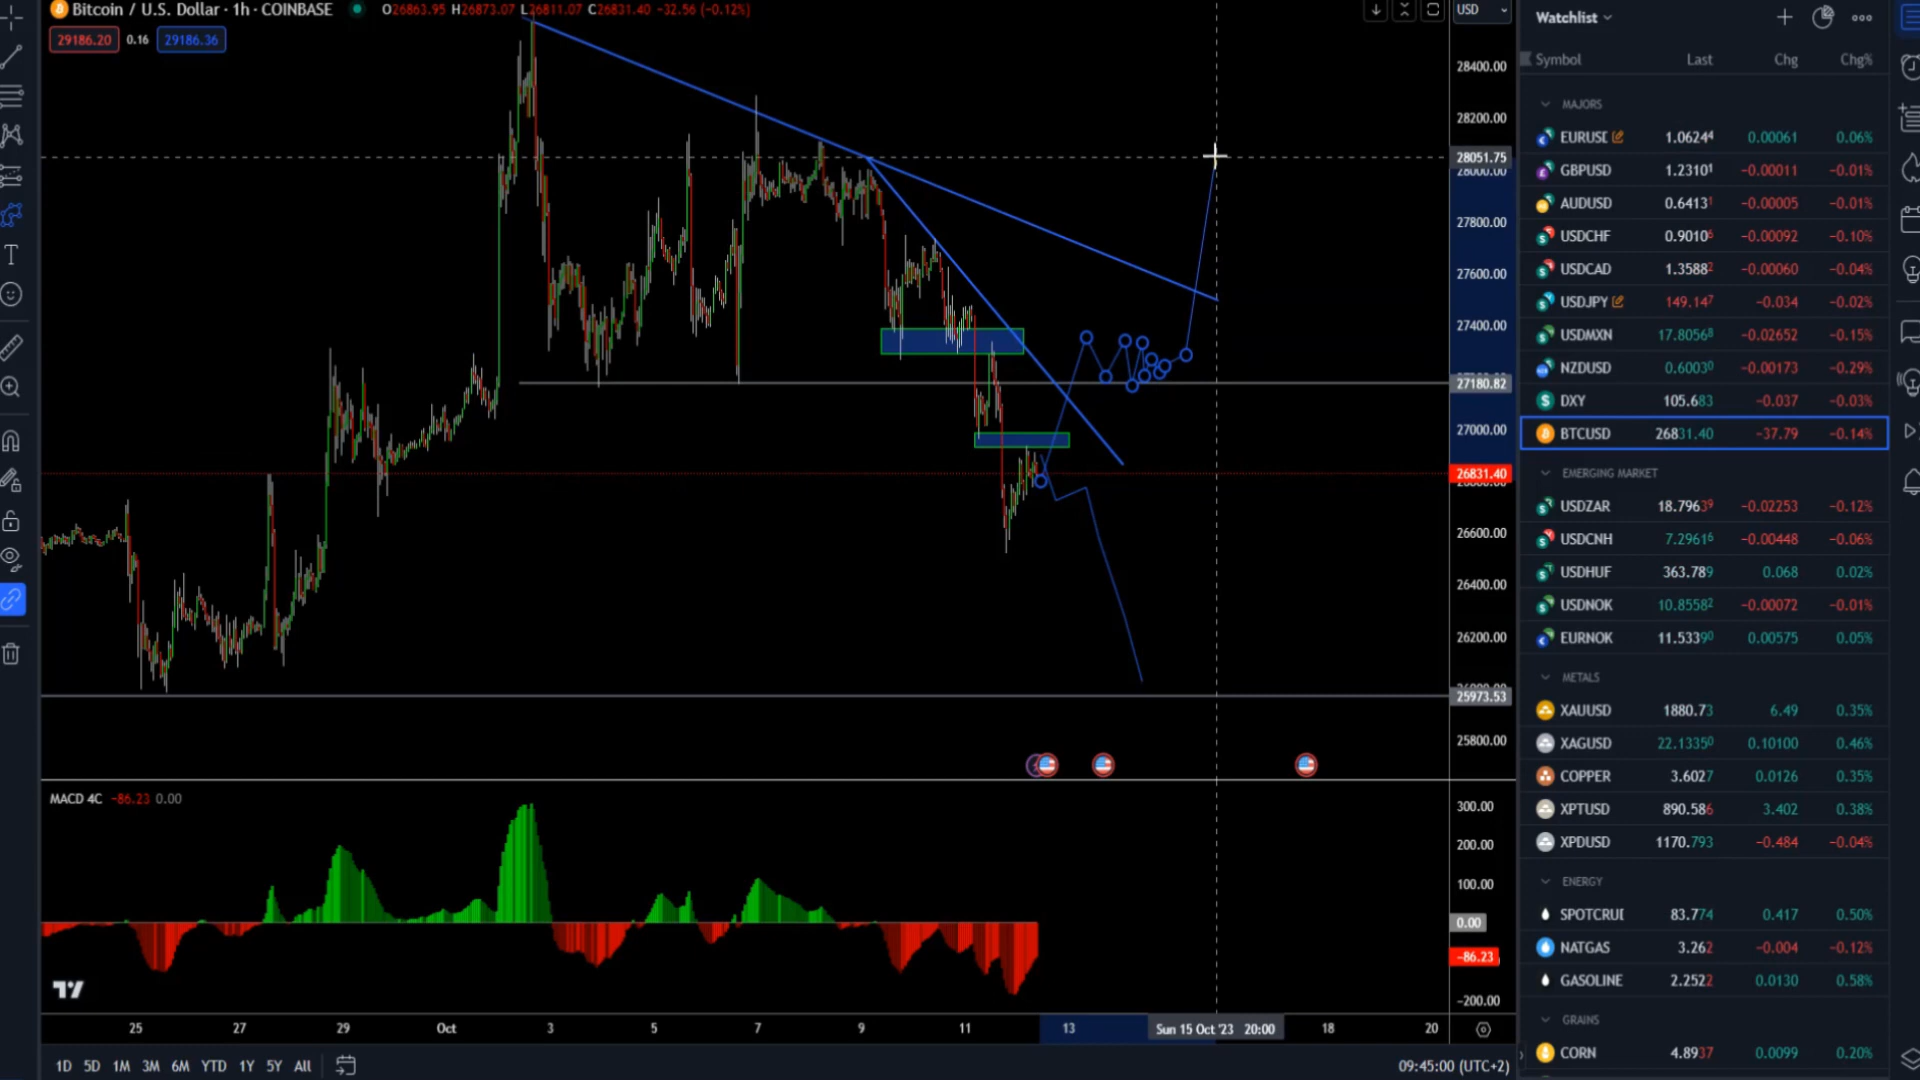 Bitcoin / U.S. Dollar · 1h · COINBASE O26863.95 H26873.07 L26811.07 C26831.40 −32.56 (−0.12%)
29186.20 0.16 29186.36
USD
28400.00
28200.00
28051.75
28000.00
27800.00
27600.00
27400.00
27180.82
27000.00
26831.40
26600.00
26400.00
26200.00
25973.53
25800.00
MACD 4C −86.23 0.00
300.00
200.00
100.00
0.00
−86.23
−200.00
25 27 29 Oct 3 5 7 9 11 13 Sun 15 Oct '23 20:00 18 20
1D 5D 1M 3M 6M YTD 1Y 5Y All 09:45:00 (UTC+2)
Watchlist
Symbol Last Chg Chg%
MAJORS
EURUSD 1.06244 0.00061 0.06%
GBPUSD 1.23101 −0.00011 −0.01%
AUDUSD 0.64131 −0.00005 −0.01%
USDCHF 0.90106 −0.00092 −0.10%
USDCAD 1.35882 −0.00060 −0.04%
USDJPY 149.147 −0.034 −0.02%
USDMXN 17.80568 −0.02652 −0.15%
NZDUSD 0.60030 −0.00173 −0.29%
DXY 105.683 −0.037 −0.03%
BTCUSD 26831.40 −37.79 −0.14%
EMERGING MARKET
USDZAR 18.79639 −0.02253 −0.12%
USDCNH 7.29616 −0.00448 −0.06%
USDHUF 363.789 0.068 0.02%
USDNOK 10.85582 −0.00072 −0.01%
EURNOK 11.53390 0.00575 0.05%
METALS
XAUUSD 1880.73 6.49 0.35%
XAGUSD 22.13350 0.10100 0.46%
COPPER 3.6027 0.0126 0.35%
XPTUSD 890.586 3.402 0.38%
XPDUSD 1170.793 −0.484 −0.04%
ENERGY
SPOTCRUD 83.774 0.417 0.50%
NATGAS 3.262 −0.004 −0.12%
GASOLINE 2.2522 0.0130 0.58%
GRAINS
CORN 4.8937 0.0099 0.20%